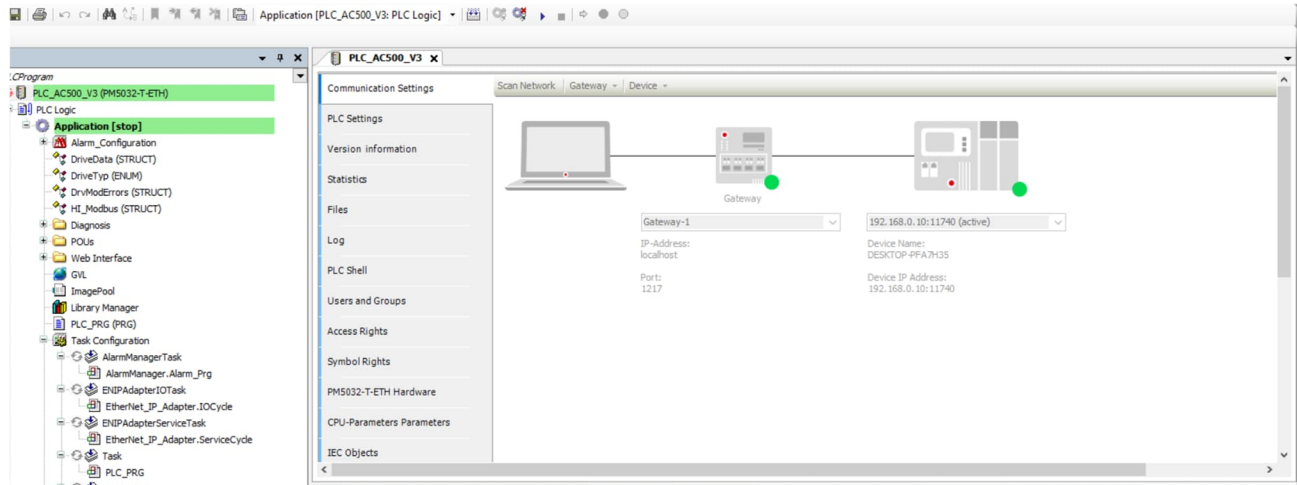 Application [PLC_AC500_V3: PLC Logic]
PLC_AC500_V3
CProgram
PLC_AC500_V3 (PM5032-T-ETH)
PLC Logic
Application [stop]
Alarm_Configuration
DriveData (STRUCT)
DriveTyp (ENUM)
DrvModErrors (STRUCT)
HI_Modbus (STRUCT)
Diagnosis
POUs
Web Interface
GVL
ImagePool
Library Manager
PLC_PRG (PRG)
Task Configuration
AlarmManagerTask
AlarmManager.Alarm_Prg
ENIPAdapterIOTask
EtherNet_IP_Adapter.IOCycle
ENIPAdapterServiceTask
EtherNet_IP_Adapter.ServiceCycle
Task
PLC_PRG
Communication Settings
PLC Settings
Version information
Statistics
Files
Log
PLC Shell
Users and Groups
Access Rights
Symbol Rights
PM5032-T-ETH Hardware
CPU-Parameters Parameters
IEC Objects
Scan Network Gateway Device
Gateway
Gateway-1
IP-Address:
localhost
Port:
1217
192.168.0.10:11740 (active)
Device Name:
DESKTOP-PFA7H35
Device IP Address:
192.168.0.10:11740